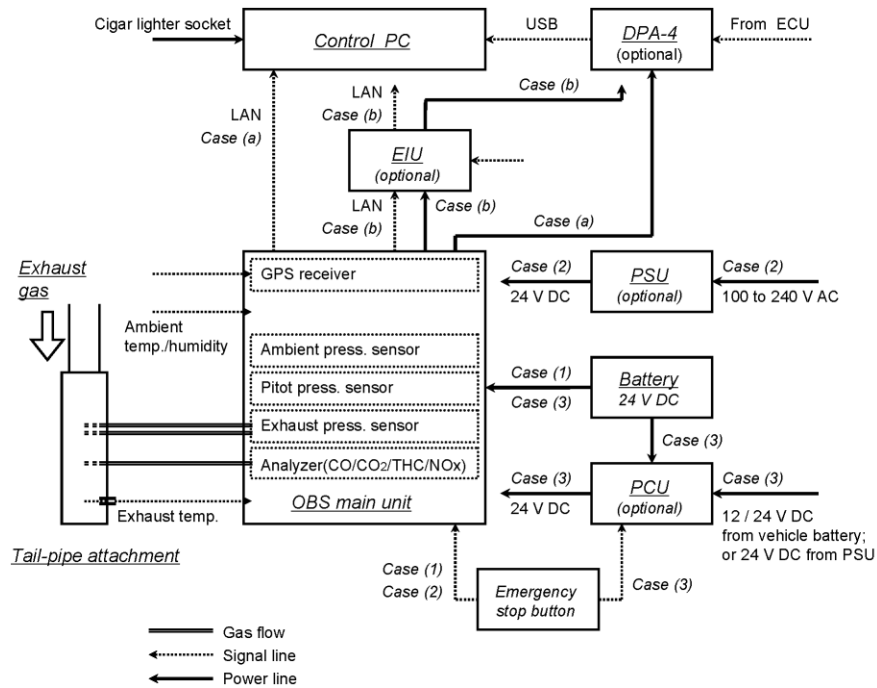 Cigar lighter socket
Control PC
USB
DPA-4
(optional)
From ECU
LAN
Case (a)
LAN
Case (b)
Case (b)
EIU
(optional)
LAN
Case (b)
Case (b)
Case (a)
Exhaust
gas
GPS receiver
Ambient
temp./humidity
Case (2)
24 V DC
PSU
(optional)
Case (2)
100 to 240 V AC
Ambient press. sensor
Pitot press. sensor
Exhaust press. sensor
Analyzer(CO/CO2/THC/NOx)
OBS main unit
Case (1)
Case (3)
Battery
24 V DC
Case (3)
Case (3)
24 V DC
PCU
(optional)
Case (3)
12 / 24 V DC
from vehicle battery;
or 24 V DC from PSU
Exhaust temp.
Tail-pipe attachment
Case (1)
Case (2)
Emergency
stop button
Case (3)
Gas flow
Signal line
Power line